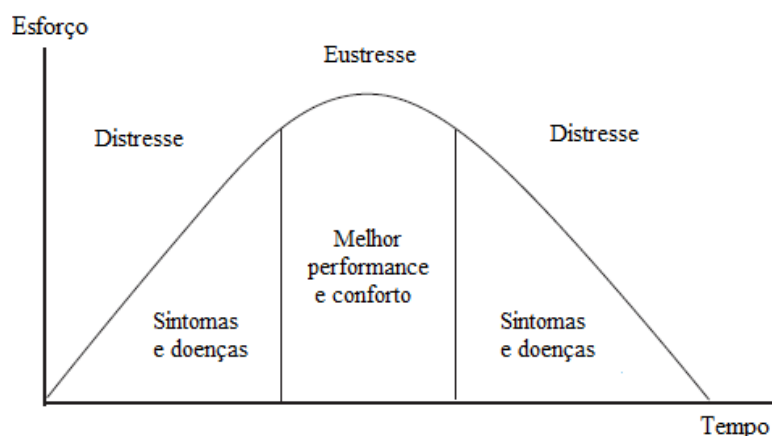 Esforço
Eustresse
Distresse
Distresse
Melhor
performance
e conforto
Sintomas
e doenças
Sintomas
e doenças
Tempo